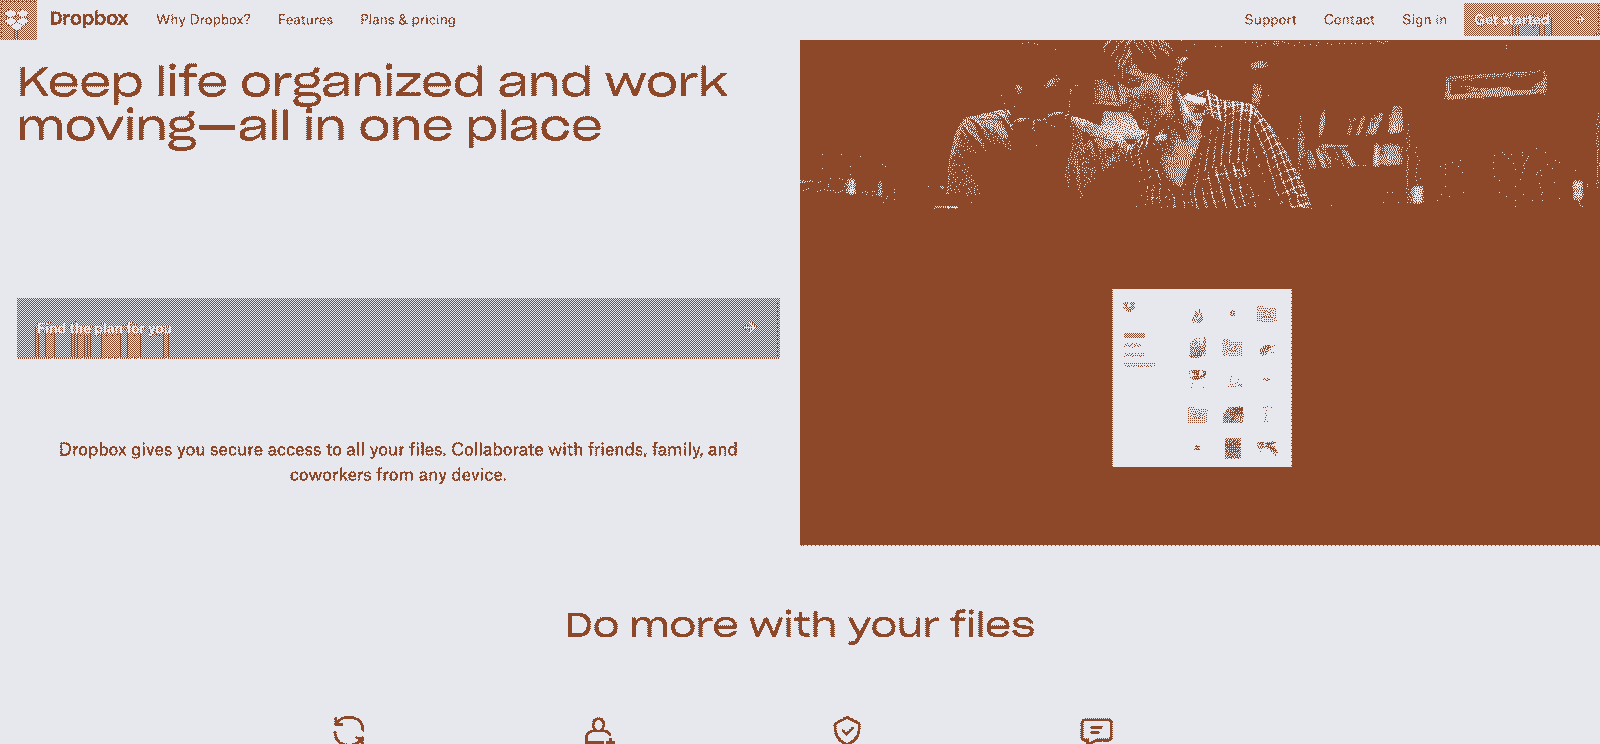 Dropbox
Why Dropbox?
Features
Plans & pricing
Support
Contact
Sign in
Get started
Keep life organized and work
moving—all in one place
Find the plan for you
Dropbox gives you secure access to all your files. Collaborate with friends, family, and
coworkers from any device.
Do more with your files